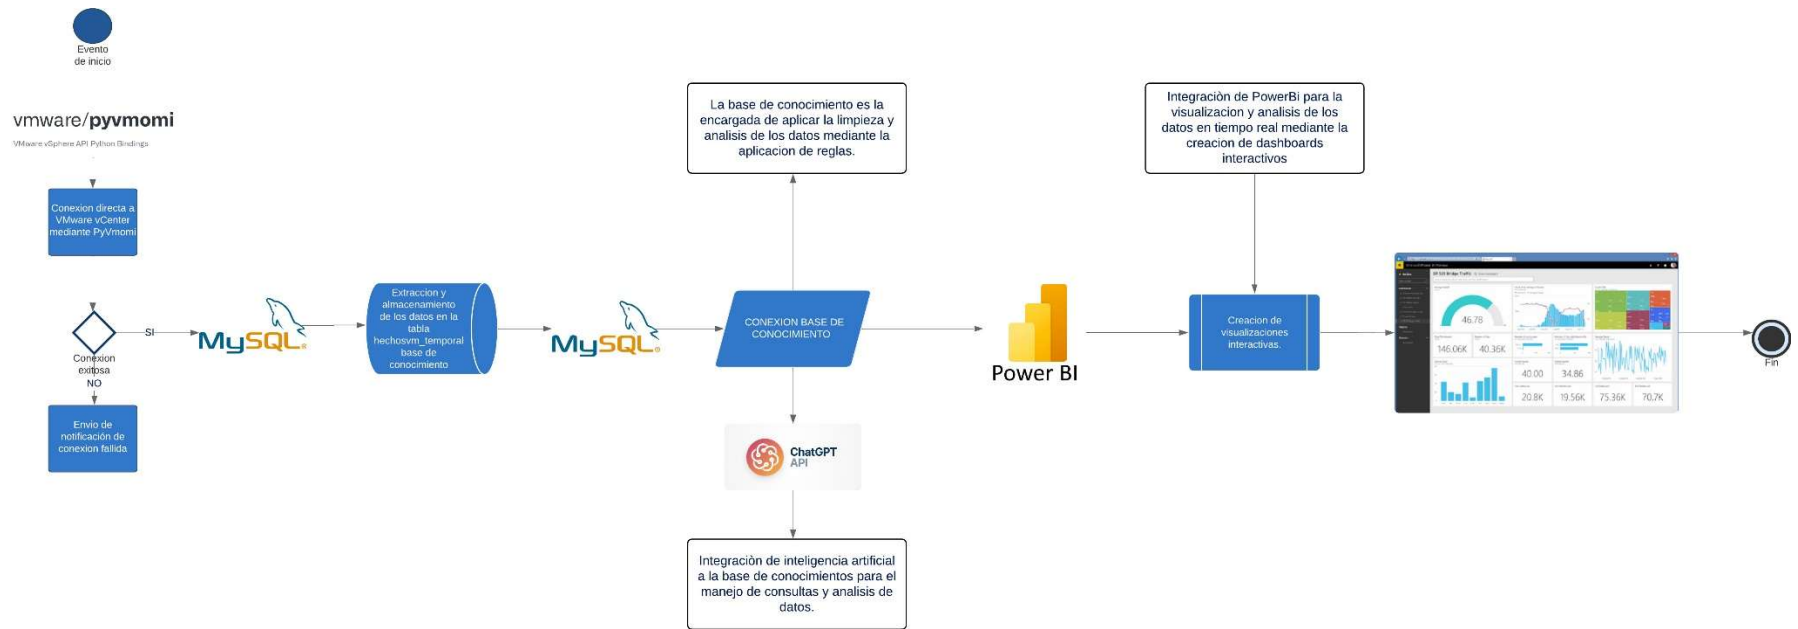 Evento
de inicio
vmware/pyvmomi
VMware vSphere API Python Bindings
Conexion directa a
VMware vCenter
mediante PyVmomi
Conexion
exitosa
SI
NO
Envio de
notificación de
conexion fallida
MySQL
Extraccion y
almacenamiento
de los datos en la
tabla
hechosvm_temporal
base de
conocimiento
MySQL
La base de conocimiento es la
encargada de aplicar la limpieza y
analisis de los datos mediante la
aplicacion de reglas.
CONEXION BASE DE
CONOCIMIENTO
ChatGPT
API
Integraciòn de inteligencia artificial
a la base de conocimientos para el
manejo de consultas y analisis de
datos.
Power BI
Integraciòn de PowerBi para la
visualizacion y analisis de los
datos en tiempo real mediante la
creacion de dashboards
interactivos
Creacion de
visualizaciones
interactivas.
46.78
146.06K 40.36K
40.00 34.86
20.8K 19.56K 75.36K 70.7K
Fin